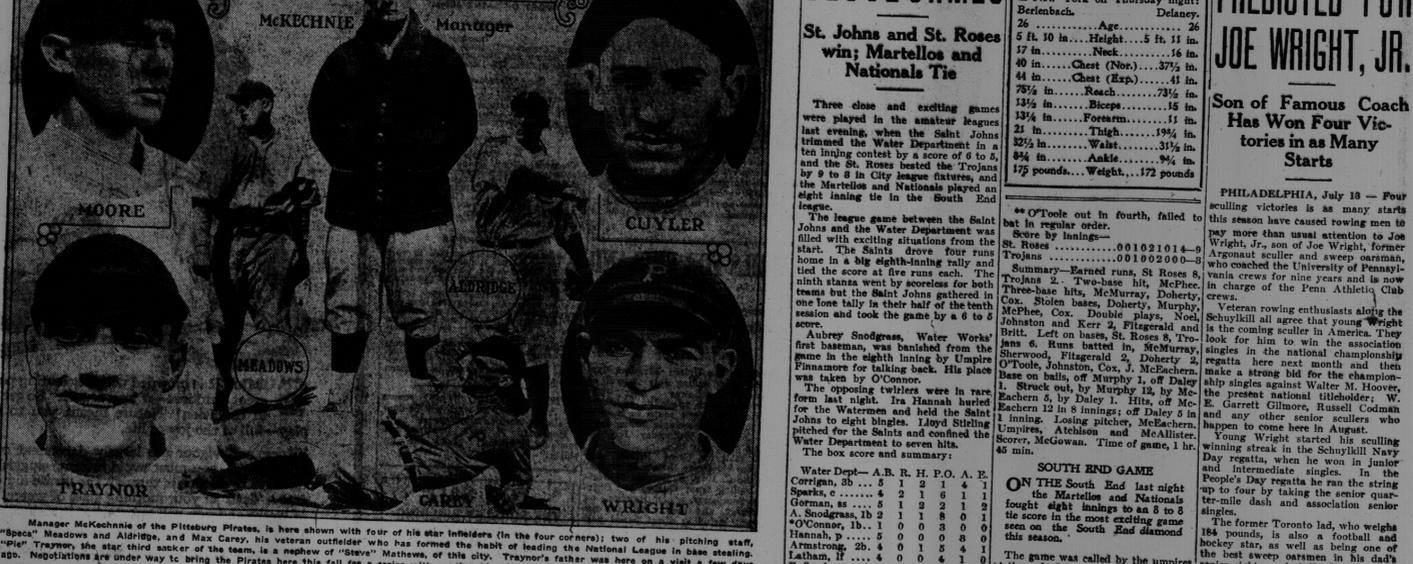 McKECHNIE Manager
MOORE
CUYLER
ALDRIDGE
MEADOWS
TRAYNOR
CAREY
WRIGHT
Manager McKechnnie of the Pittsburg Pirates, is here shown with four of his star infielders (in the four corners); two of his pitching staff,
"Specs" Meadows and Aldridge, and Max Carey, his veteran outfielder who has formed the habit of leading the National League in base stealing.
"Pie" Traynor, the star third sacker of the team, is a nephew of "Steve" Mathews, of this city. Traynor's father was here on a visit a few days
ago. Negotiations are under way to bring the Pirates here this fall for a
St. Johns and St. Roses
win; Martellos and
Nationals Tie
Three close and exciting games
were played in the amateur leagues
last evening, when the Saint Johns
trimmed the Water Department in a
ten inning contest by a score of 6 to 5,
and the St. Roses bested the Trojans
by 9 to 8 in City league fixtures, and
the Martellos and Nationals played an
eight inning tie in the South End
league.
The league game between the Saint
Johns and the Water Department was
filled with exciting situations from the
start. The Saints drove four runs
home in a big eighth-inning rally and
tied the score at five runs each. The
ninth stanza went by scoreless for both
teams but the Saint Johns gathered in
one lone tally in their half of the tenth
session and took the game by a 6 to 5
score.
Aubrey Snodgrass, Water Works'
first baseman, was banished from the
game in the eighth inning by Umpire
Finnamore for talking back. His place
was taken by O'Connor.
The opposing twirlers were in rare
form last night. Ira Hannah hurled
for the Watermen and held the Saint
Johns to eight bingles. Lloyd Stirling
pitched for the Saints and confined the
Water Department to seven hits.
The box score and summary:
Water Dept— A.B. R. H. P.O. A. E.
Corrigan, 3b ... 5 1 2 1 4 1
Sparks, c ....... 4 2 1 6 1 1
Gorman, ss .... 5 1 2 2 1 2
A. Snodgrass, 1b 2 1 1 8 0 1
*O'Connor, 1b.. 1 0 0 3 0 0
Hannah, p ..... 5 0 0 0 8 0
Armstrong, 2b. 4 0 1 5 4 1
Latham, lf .... 4 0 1 0 0
Berlenbach. Delaney.
26 ..............Age.............. 26
5 ft. 10 in....Height....5 ft. 11 in.
17 in.........Neck..........16 in.
40 in......Chest (Nor.)....37½ in.
44 in......Chest (Exp.).....41 in.
75½ in.......Reach.......73½ in.
13½ in.......Biceps........15 in.
13¼ in......Forearm.......11 in.
21 in.........Thigh.......19¾ in.
32½ in.......Waist......31½ in.
8¾ in........Ankle.......9¼ in.
175 pounds....Weight....172 pounds
** O'Toole out in fourth, failed to
bat in regular order.
Score by innings—
St. Roses ............001021014—9
Trojans ..............001002000—8
Summary—Earned runs, St Roses 8,
Trojans 2. Two-base hit, McPhee.
Three-base hits, McMurray, Doherty,
Cox. Stolen bases, Doherty, Murphy,
McPhee, Cox. Double plays, Noel,
Johnston and Kerr 2, Fitzgerald and
Britt. Left on bases, St. Roses 8, Tro-
jans 6. Runs batted in, McMurray,
Sherwood, Fitzgerald 2, Doherty 2,
O'Toole, Johnston, Cox, J. McEachern.
Base on balls, off Murphy 1, off Daley
1. Struck out, by Murphy 12, by Mc-
Eachern 5, by Daley 1. Hits, off Mc-
Eachern 12 in 8 innings; off Daley 5 in
1 inning. Losing pitcher, McEachern.
Umpires, Atchison and McAllister.
Scorer, McGowan. Time of game, 1 hr.
45 min.
SOUTH END GAME
ON THE South End last night
the Martellos and Nationals
fought eight innings to an 8 to 8
tie score in the most exciting game
seen on the South End diamond
this season.
The game was called by the umpires
PREDICTED FOR
JOE WRIGHT, JR.
Son of Famous Coach
Has Won Four Vic-
tories in as Many
Starts
PHILADELPHIA, July 18 — Four
sculling victories is as many starts
this season have caused rowing men to
pay more than usual attention to Joe
Wright, Jr., son of Joe Wright, former
Argonaut sculler and sweep oarsman,
who coached the University of Pennsyl-
vania crews for nine years and is now
in charge of the Penn Athletic Club
crews.
Veteran rowing enthusiasts along the
Schuylkill all agree that young Wright
is the coming sculler in America. They
look for him to win the association
singles in the national championship
regatta here next month and then
make a strong bid for the champion-
ship singles against Walter M. Hoover,
the present national titleholder; W.
E. Garrett Gilmore, Russell Codman
and any other senior scullers who
happen to come here in August.
Young Wright started his sculling
winning streak in the Schuylkill Navy
Day regatta, when he won in junior
and intermediate singles. In the
People's Day regatta he ran the string
up to four by taking the senior quar-
ter-mile dash and association senior
singles.
The former Toronto lad, who weighs
184 pounds, is also a football and
hockey star, as well as being one of
the best sweep oarsmen in his dad's